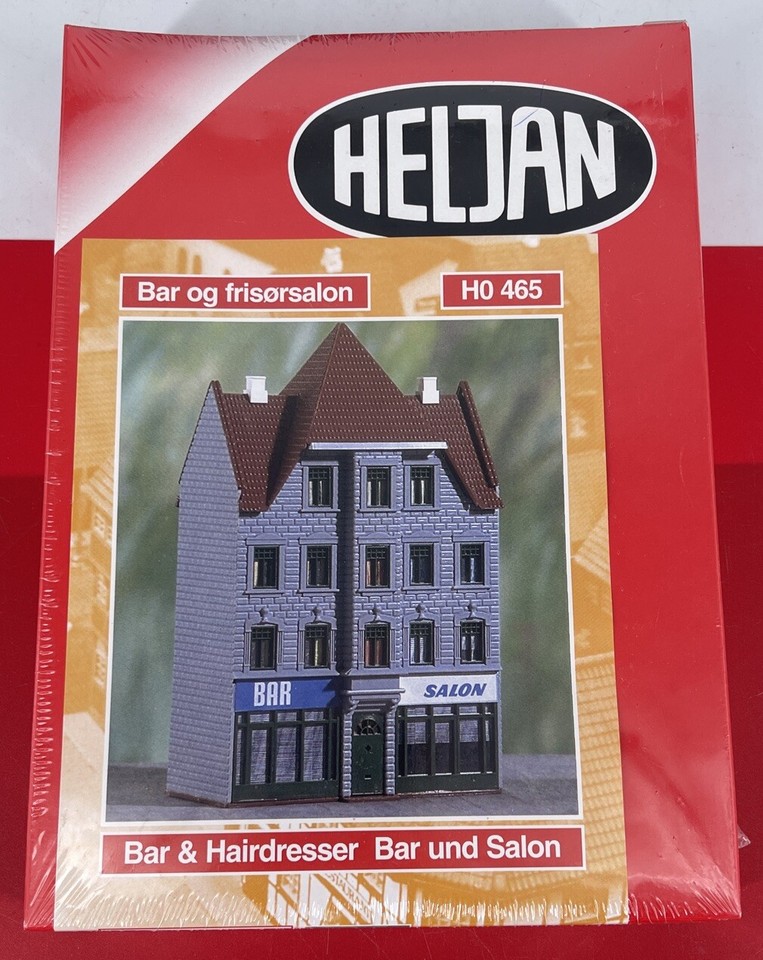 HELJAN
Bar og frisørsalon
H0 465
BAR
SALON
Bar & Hairdresser Bar und Salon